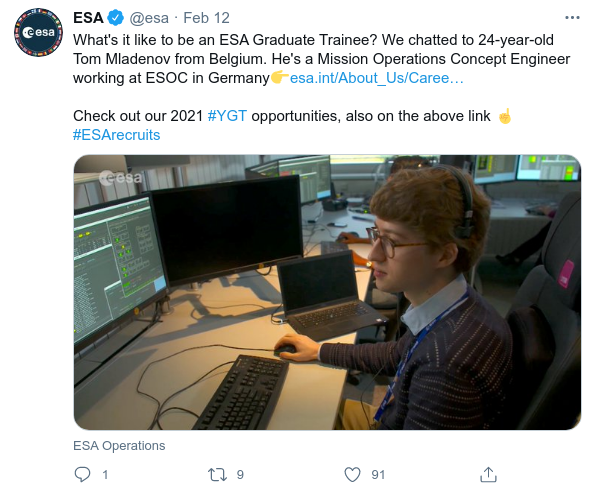 esa
ESA @esa · Feb 12
What's it like to be an ESA Graduate Trainee? We chatted to 24-year-old
Tom Mladenov from Belgium. He's a Mission Operations Concept Engineer
working at ESOC in Germany👉esa.int/About_Us/Caree…
Check out our 2021 #YGT opportunities, also on the above link ☝
#ESArecruits
esa
ESA Operations
1 9 91